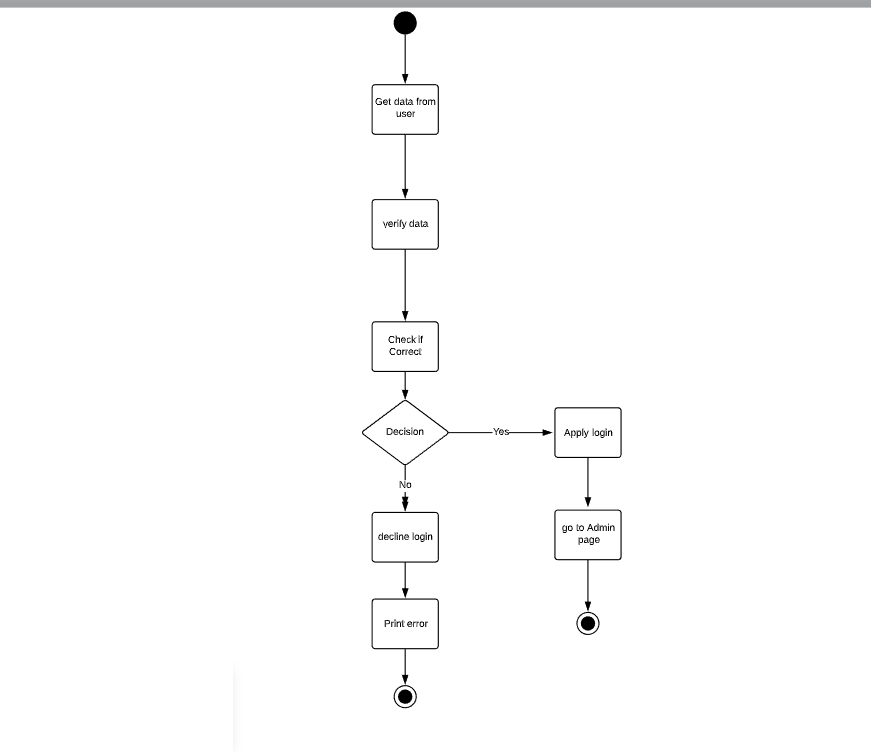 Get data from
user
verify data
Check if
Correct
Decision
Yes
Apply login
No
go to Admin
page
decline login
Print error